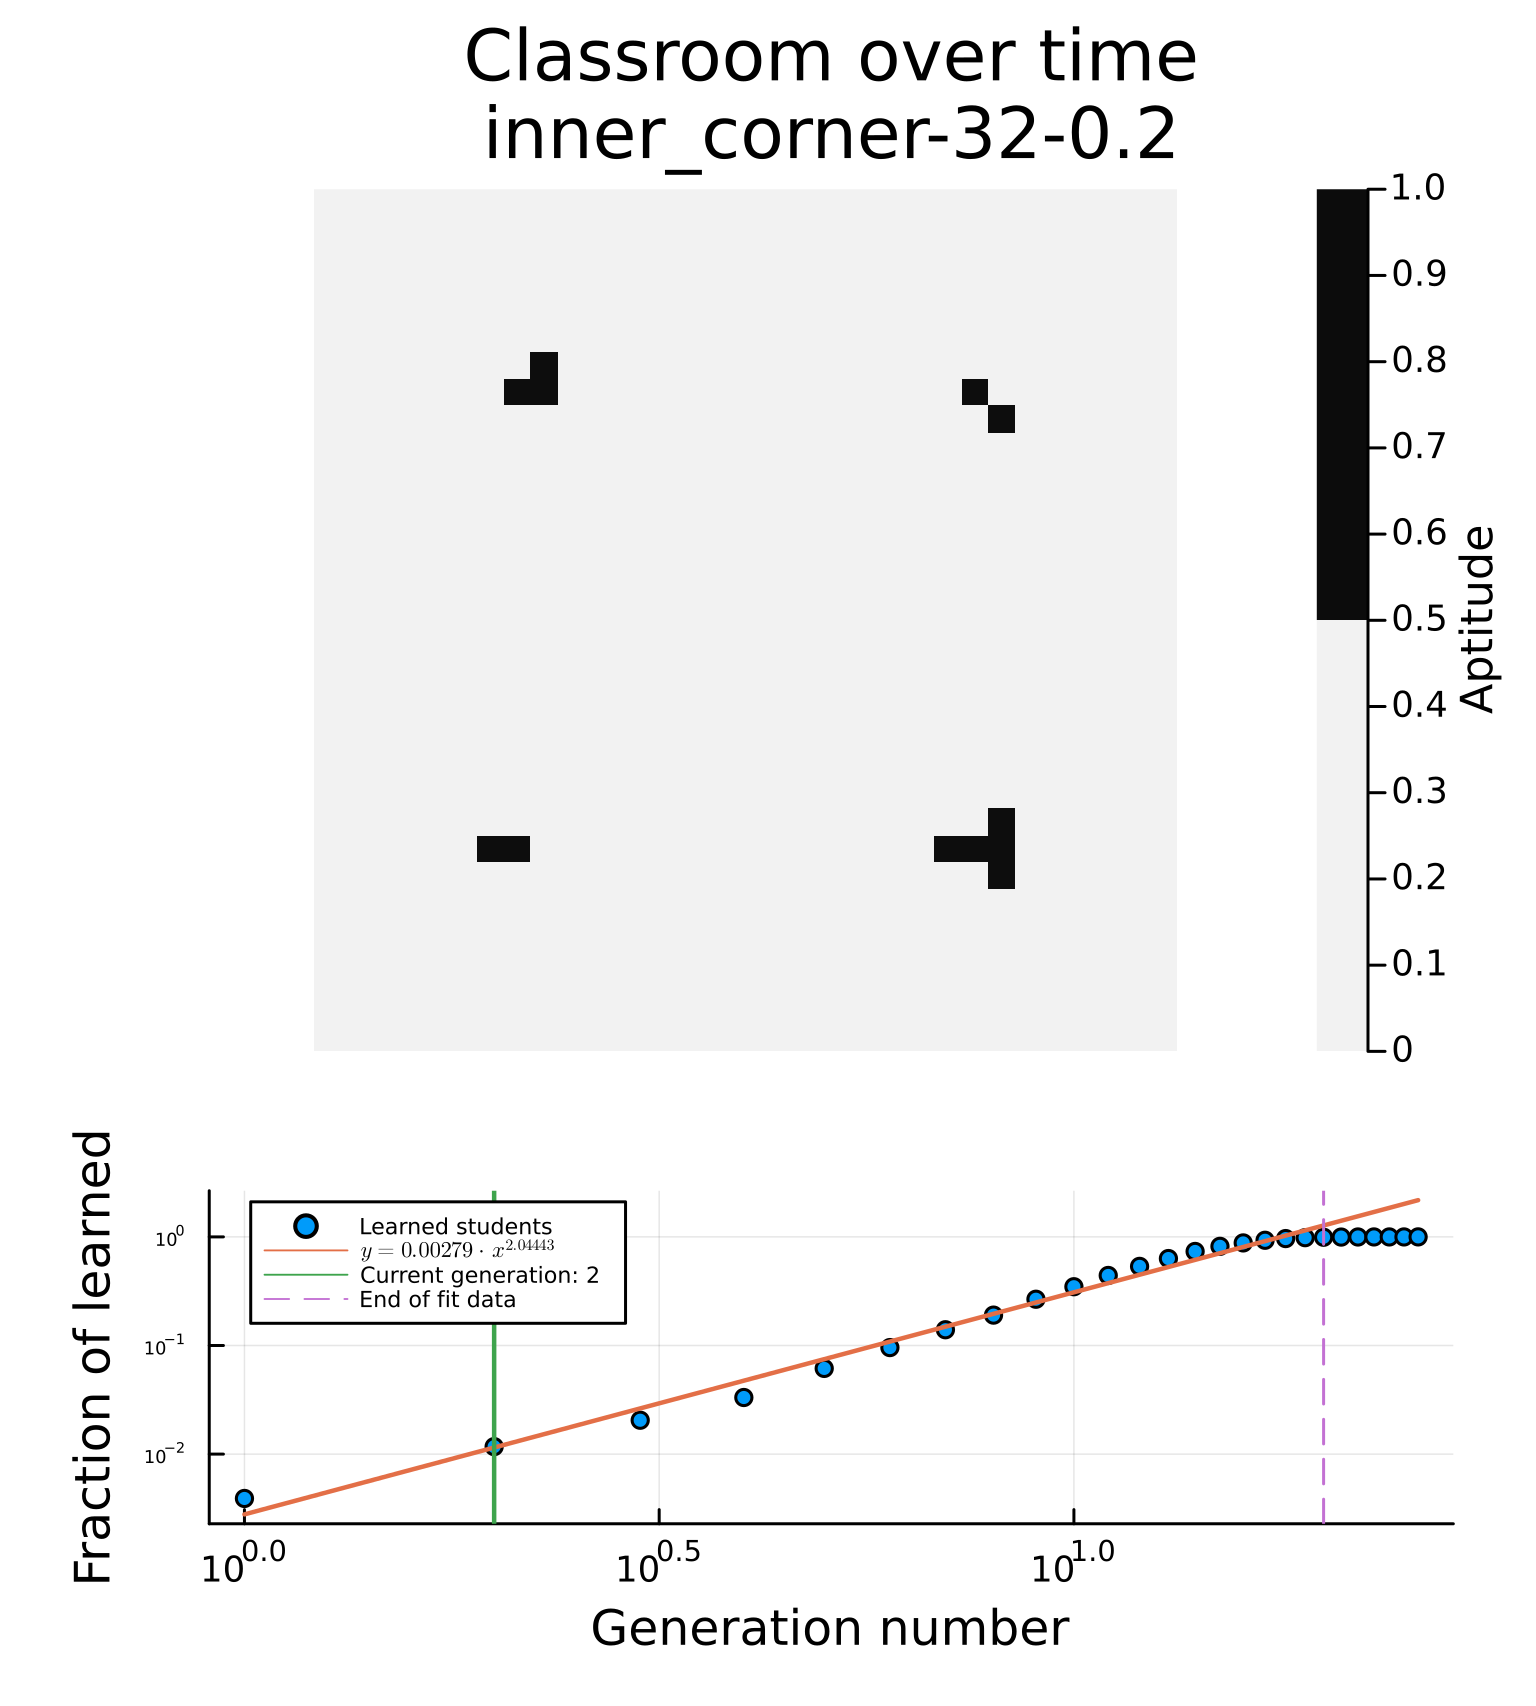 Classroom over time
inner_corner-32-0.2
1.0
0.9
0.8
0.7
0.6
0.5
0.4
0.3
0.2
0.1
0
Aptitude
Fraction of learned
10^0
10^−1
10^−2
Learned students
y = 0.00279 · x^2.04443
Current generation: 2
End of fit data
10^0.0
10^0.5
10^1.0
Generation number